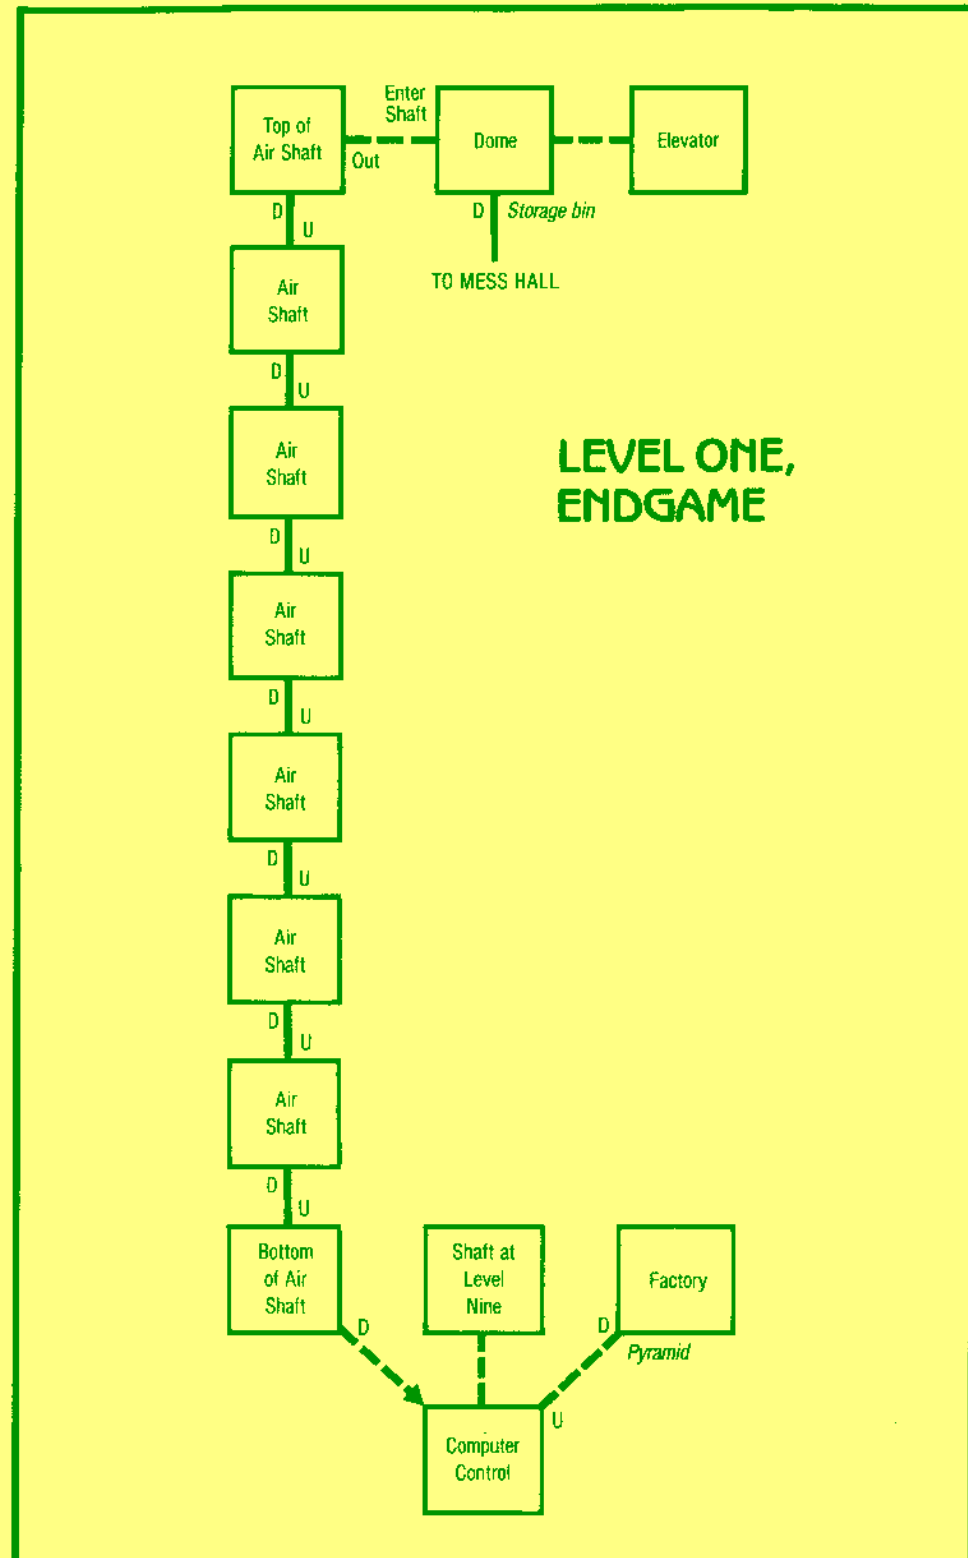 Enter
Shaft
Top of
Air Shaft
Out
Dome
Elevator
D
U
D
Storage bin
TO MESS HALL
Air
Shaft
D
U
LEVEL ONE,
ENDGAME
Air
Shaft
D
U
Air
Shaft
D
U
Air
Shaft
D
U
Air
Shaft
D
U
Air
Shaft
D
U
Bottom
of Air
Shaft
D
Shaft at
Level
Nine
Factory
D
Pyramid
U
Computer
Control